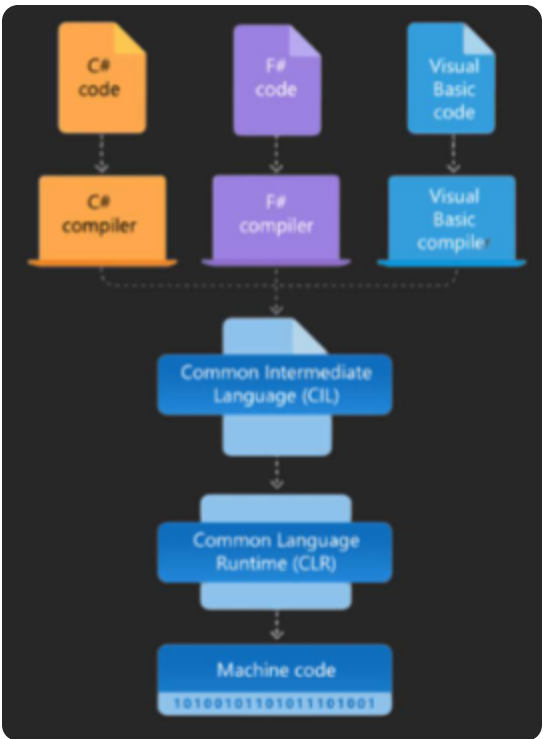 C#
code
F#
code
Visual
Basic
code
C#
compiler
F#
compiler
Visual
Basic
compiler
Common Intermediate
Language (CIL)
Common Language
Runtime (CLR)
Machine code
101001011010111101001